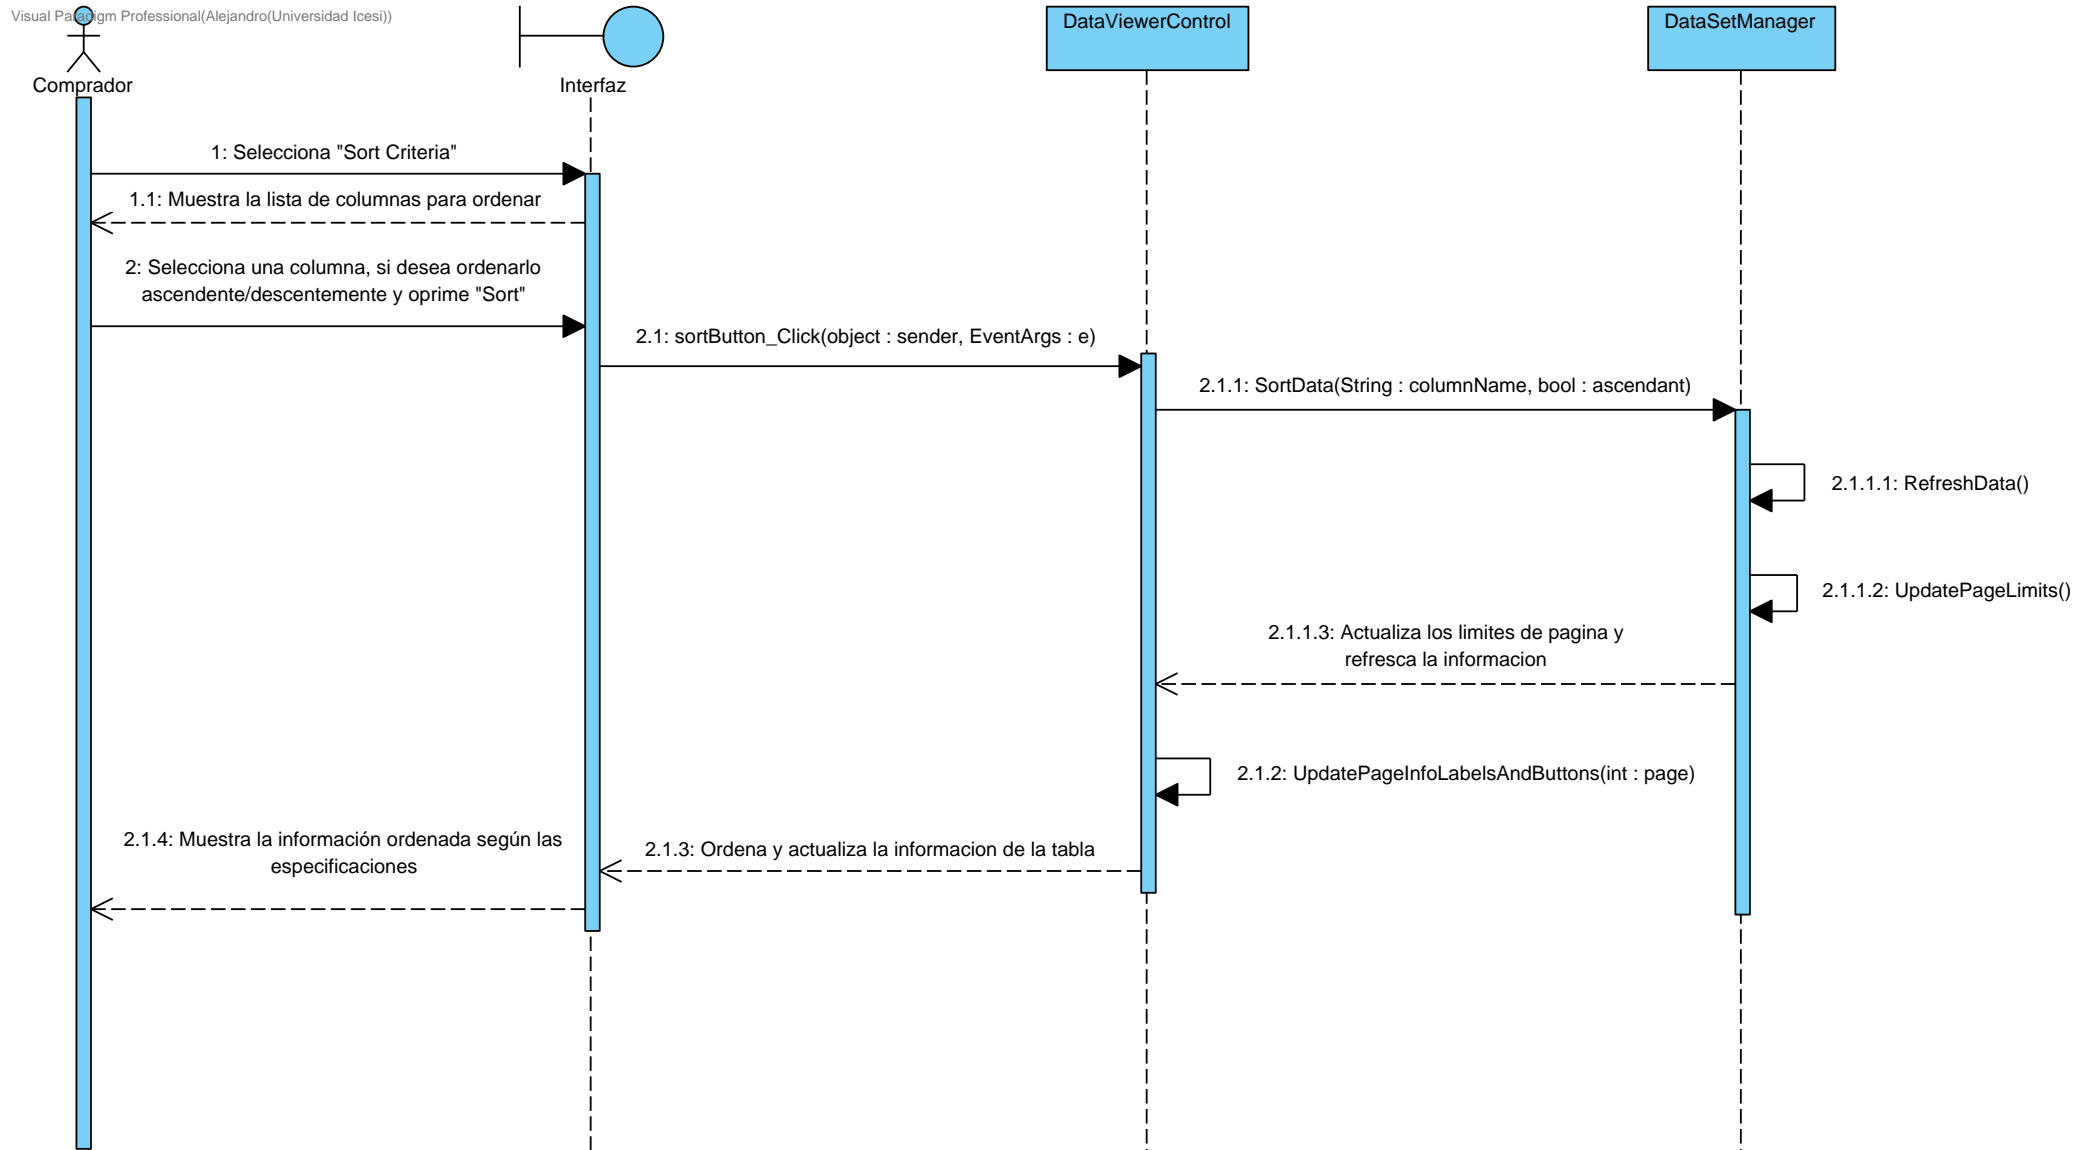 Visual Paradigm Professional(Alejandro(Universidad Icesi))
Comprador
Interfaz
DataViewerControl
DataSetManager
1: Selecciona "Sort Criteria"
1.1: Muestra la lista de columnas para ordenar
2: Selecciona una columna, si desea ordenarlo
ascendente/descentemente y oprime "Sort"
2.1: sortButton_Click(object : sender, EventArgs : e)
2.1.1: SortData(String : columnName, bool : ascendant)
2.1.1.1: RefreshData()
2.1.1.2: UpdatePageLimits()
2.1.1.3: Actualiza los limites de pagina y
refresca la informacion
2.1.2: UpdatePageInfoLabelsAndButtons(int : page)
2.1.3: Ordena y actualiza la informacion de la tabla
2.1.4: Muestra la información ordenada según las
especificaciones